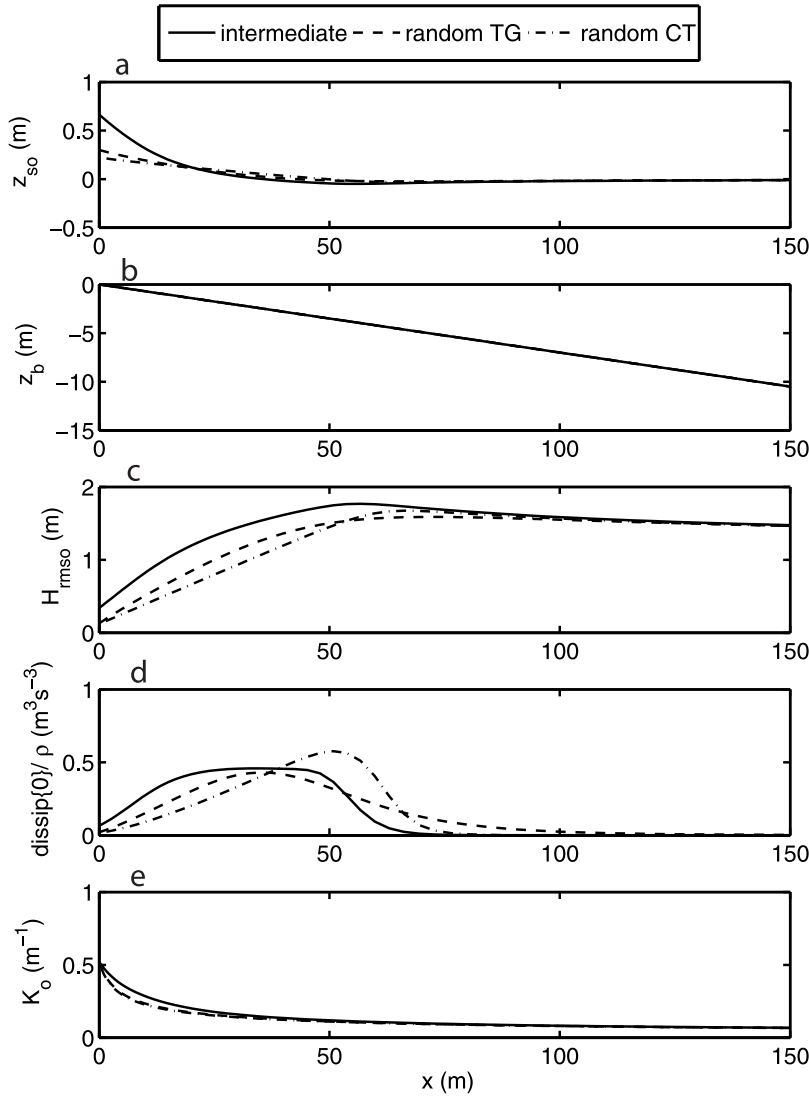 intermediate random TG random CT
a
1
0.5
0
−0.5
z_so (m)
0 50 100 150
b
0
−5
−10
−15
z_b (m)
0 50 100 150
c
2
1
0
H_rmso (m)
0 50 100 150
d
1
0.5
0
dissip{0}/ ρ (m³s⁻³)
0 50 100 150
e
1
0.5
0
K_o (m⁻¹)
0 50 100 150
x (m)